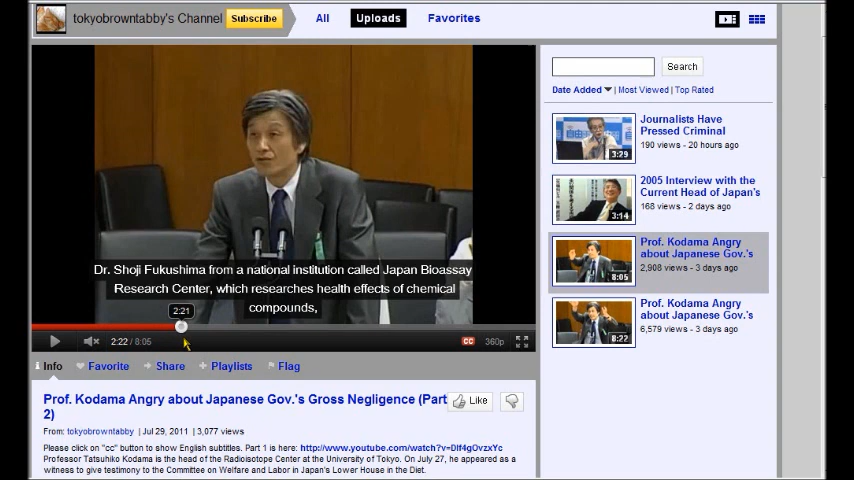 tokyobrowntabby's Channel
Subscribe
All
Uploads
Favorites
Dr. Shoji Fukushima from a national institution called Japan Bioassay
Research Center, which researches health effects of chemical
compounds,
2:21
2:22 / 8:05
CC
360p
Info
Favorite
Share
Playlists
Flag
Prof. Kodama Angry about Japanese Gov.'s Gross Negligence (Part
2)
Like
From: tokyobrowntabby | Jul 29, 2011 | 3,077 views
Please click on "cc" button to show English subtitles. Part 1 is here: http://www.youtube.com/watch?v=Dlf4gOvzxYc
Professor Tatsuhiko Kodama is the head of the Radioisotope Center at the University of Tokyo. On July 27, he appeared as a
witness to give testimony to the Committee on Welfare and Labor in Japan's Lower House in the Diet.
Search
Date Added | Most Viewed | Top Rated
Journalists Have
Pressed Criminal
190 views - 20 hours ago
3:29
2005 Interview with the
Current Head of Japan's
168 views - 2 days ago
3:14
Prof. Kodama Angry
about Japanese Gov.'s
2,908 views - 3 days ago
8:05
Prof. Kodama Angry
about Japanese Gov.'s
6,579 views - 3 days ago
8:22